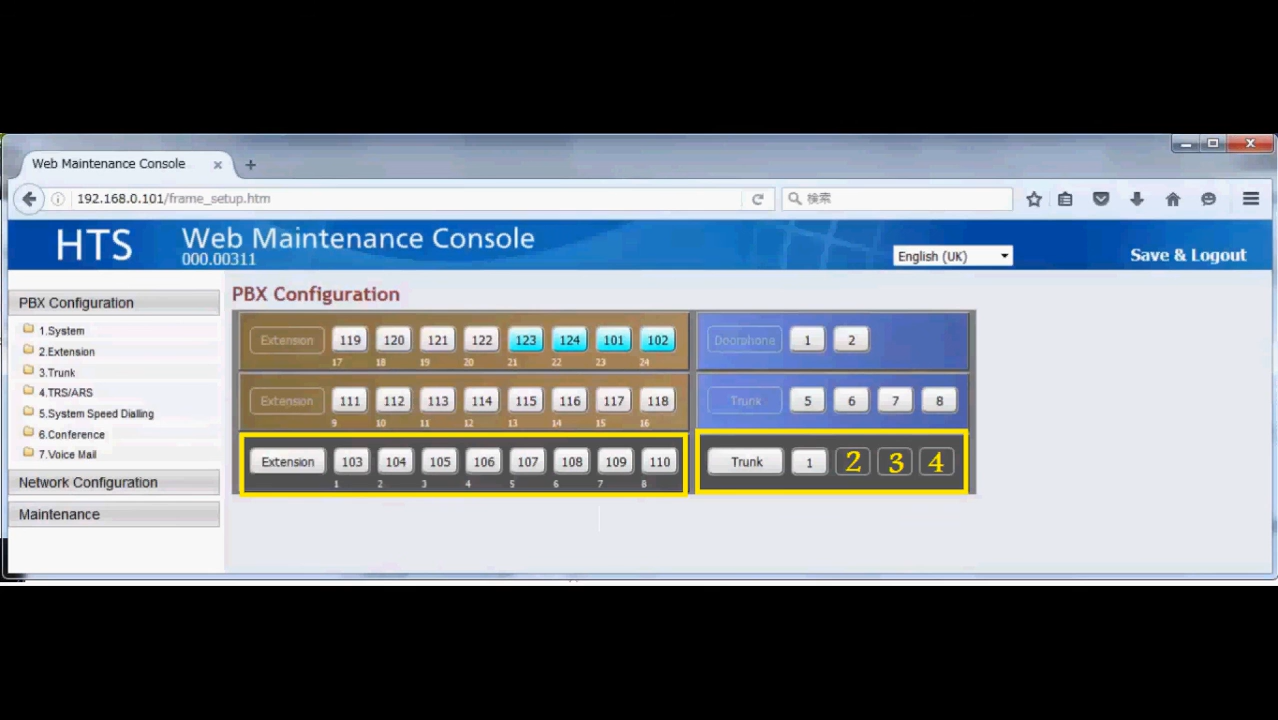 Web Maintenance Console
192.168.0.101/frame_setup.htm
検索
HTS
Web Maintenance Console
000.00311
English (UK)
Save & Logout
PBX Configuration
1.System
2.Extension
3.Trunk
4.TRS/ARS
5.System Speed Dialling
6.Conference
7.Voice Mail
Network Configuration
Maintenance
PBX Configuration
Extension 119 120 121 122 123 124 101 102
17 18 19 20 21 22 23 24
Doorphone 1 2
Extension 111 112 113 114 115 116 117 118
9 10 11 12 13 14 15 16
Trunk 5 6 7 8
Extension 103 104 105 106 107 108 109 110
1 2 3 4 5 6 7 8
Trunk 1 2 3 4